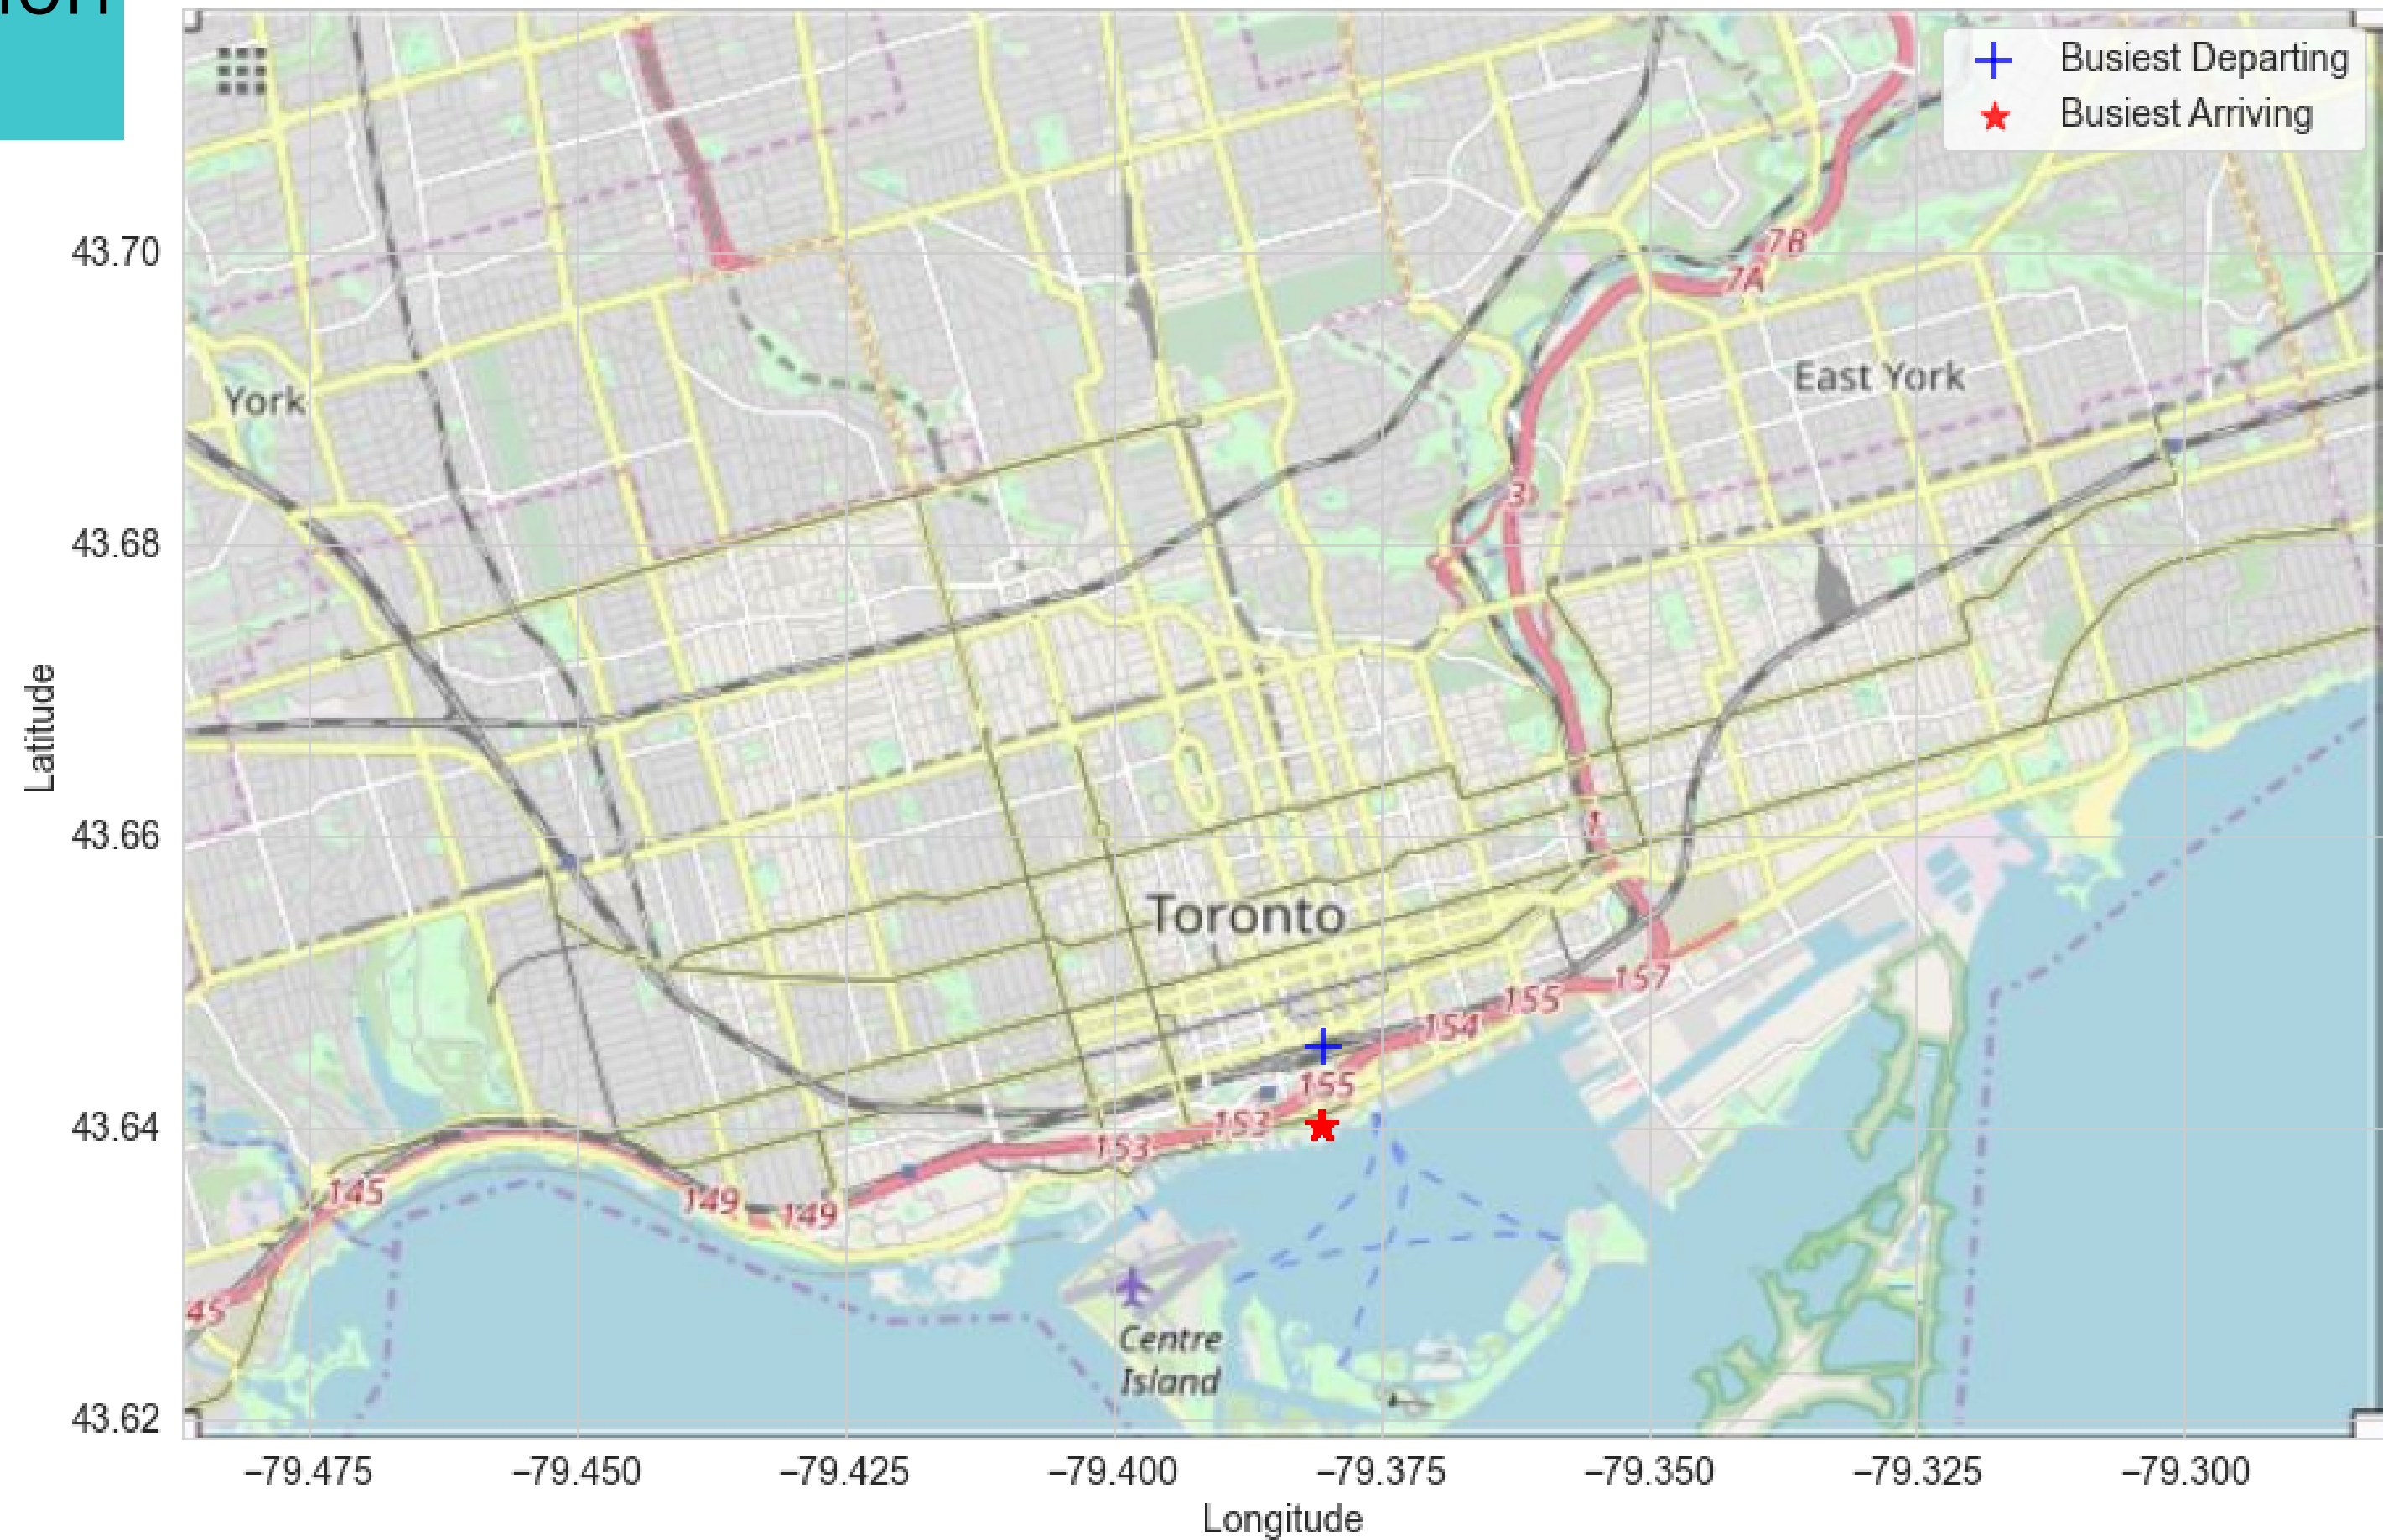 Busiest Departing
Busiest Arriving
7B
7A
East York
York
3
1
Toronto
157
155
154
155
153
153
145
149
149
45
Centre
Island
43.70
43.68
43.66
43.64
43.62
Latitude
−79.475
−79.450
−79.425
−79.400
−79.375
−79.350
−79.325
−79.300
Longitude